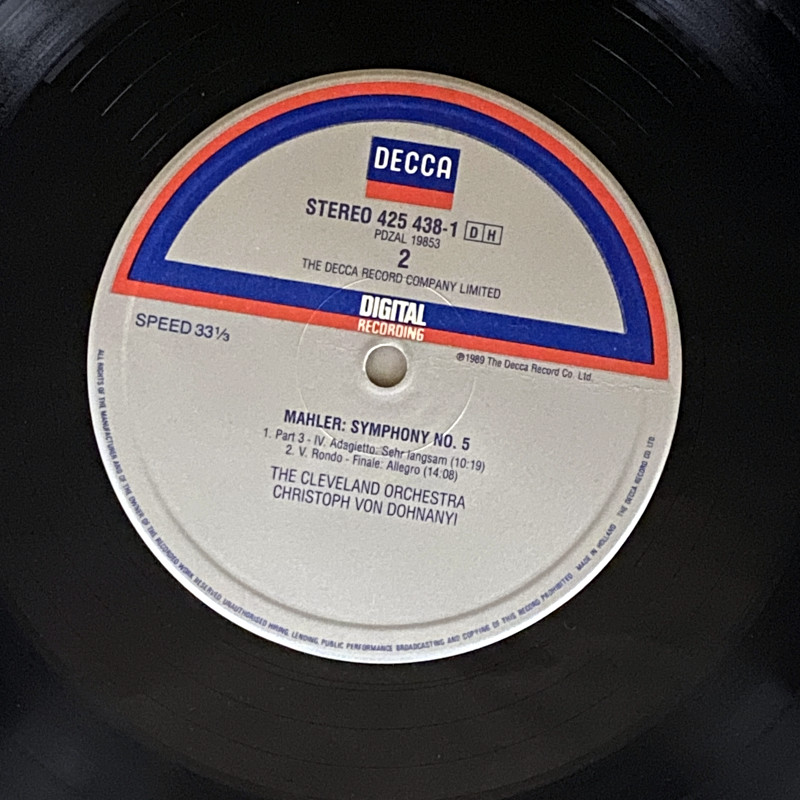 DECCA
STEREO 425 438-1 DH
PDZAL 19853
2
THE DECCA RECORD COMPANY LIMITED
DIGITAL
RECORDING
SPEED 33⅓
℗1989 The Decca Record Co. Ltd.
MAHLER: SYMPHONY NO. 5
1. Part 3 - IV. Adagietto: Sehr langsam (10:19)
2. V. Rondo - Finale: Allegro (14:08)
THE CLEVELAND ORCHESTRA
CHRISTOPH VON DOHNANYI
ALL RIGHTS OF THE MANUFACTURER AND OF THE OWNER OF THE RECORDED WORK RESERVED. UNAUTHORISED HIRING, LENDING, PUBLIC PERFORMANCE BROADCASTING AND COPYING OF THIS RECORD PROHIBITED. MADE IN HOLLAND THE DECCA RECORD CO. LTD.